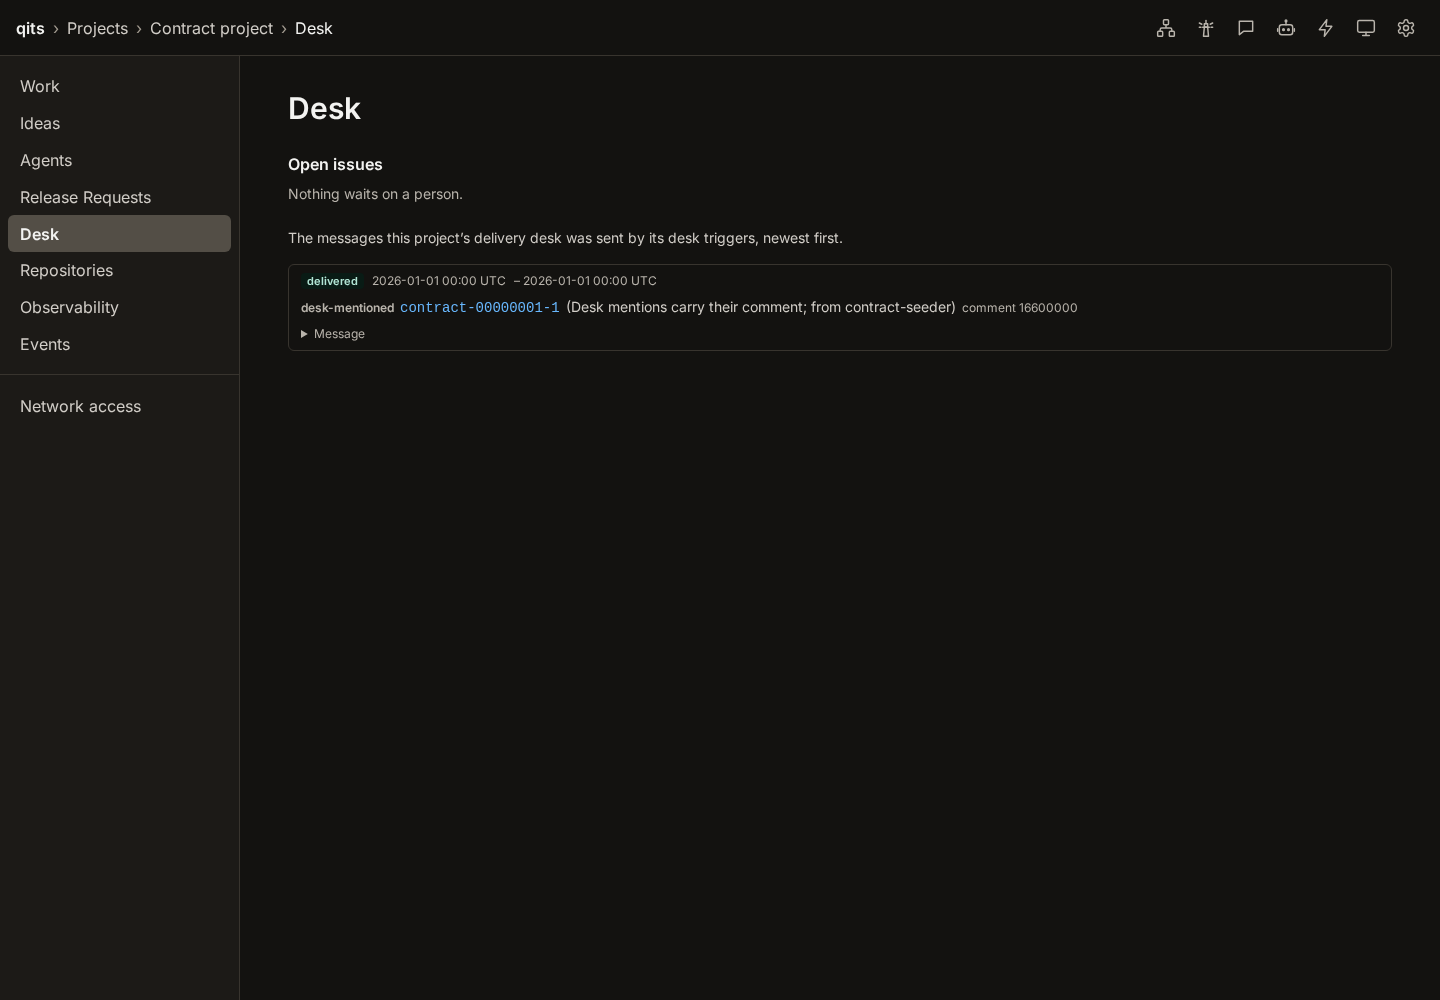 qits › Projects › Contract project › Desk
Work
Ideas
Agents
Release Requests
Desk
Repositories
Observability
Events
Network access
Desk
Open issues
Nothing waits on a person.
The messages this project’s delivery desk was sent by its desk triggers, newest first.
delivered 2026-01-01 00:00 UTC – 2026-01-01 00:00 UTC
desk-mentioned contract-00000001-1 (Desk mentions carry their comment; from contract-seeder) comment 16600000
Message